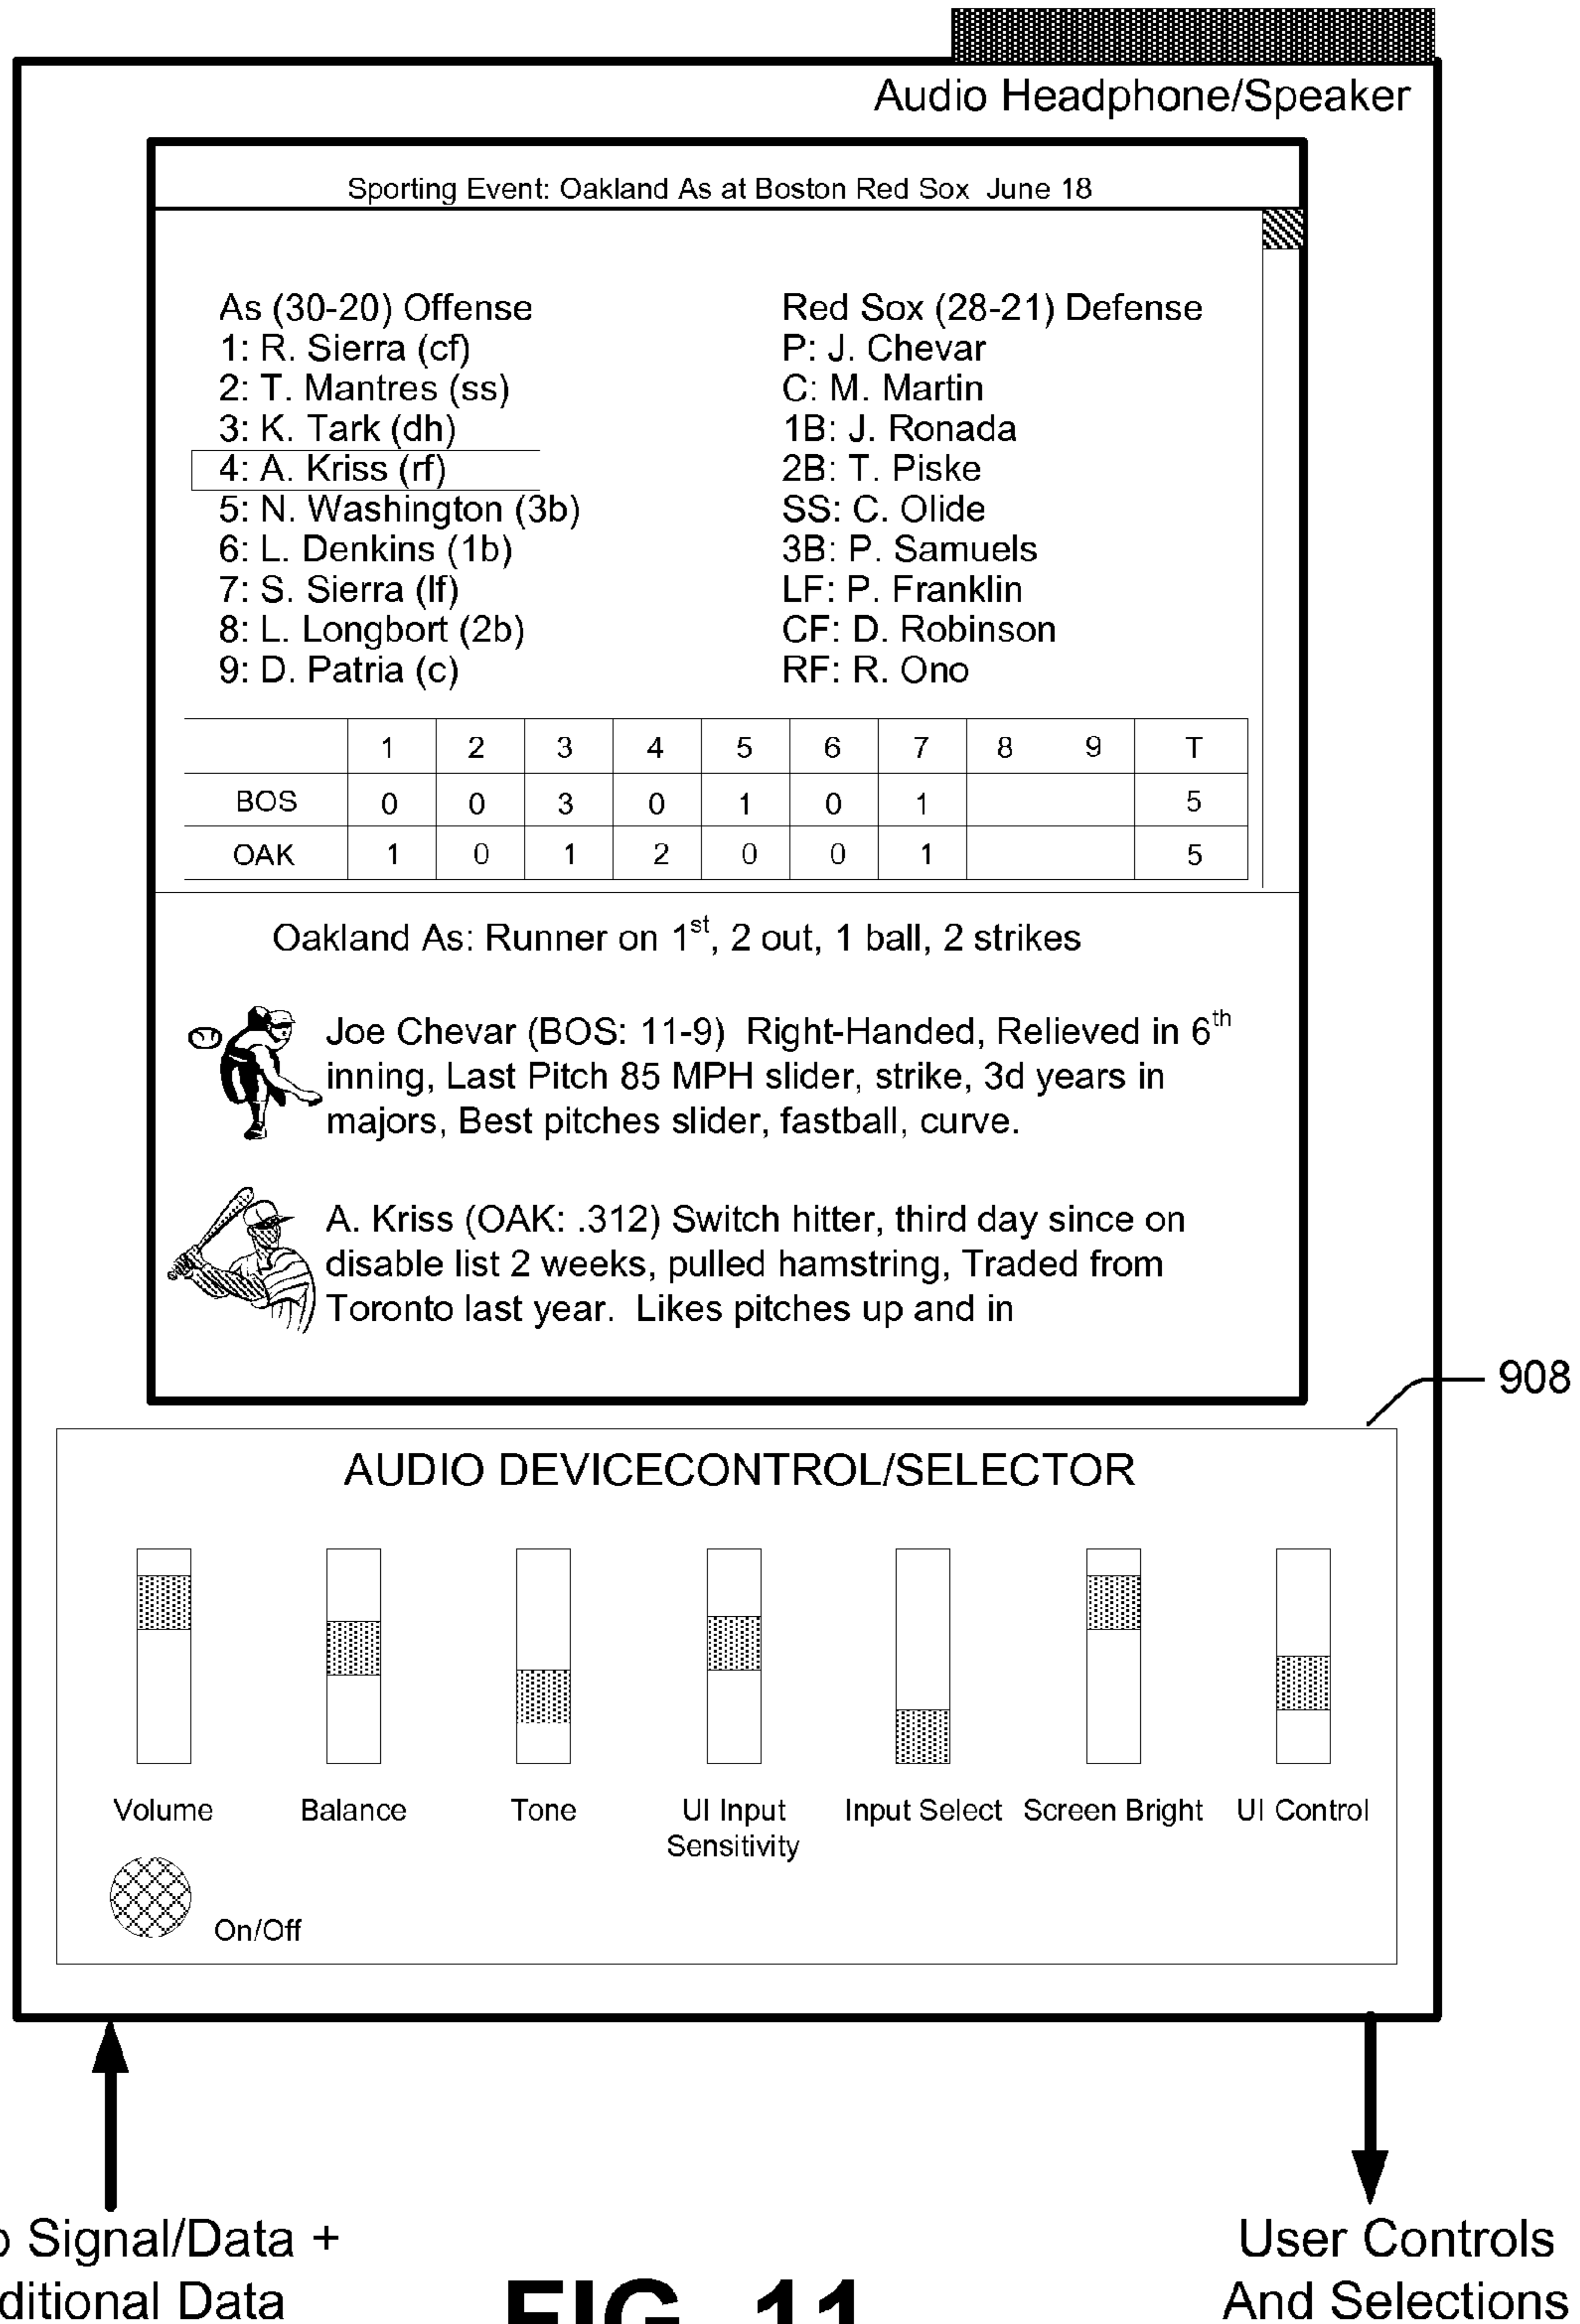 Audio Headphone/Speaker
Sporting Event: Oakland As at Boston Red Sox June 18
As (30-20) Offense
1: R. Sierra (cf)
2: T. Mantres (ss)
3: K. Tark (dh)
4: A. Kriss (rf)
5: N. Washington (3b)
6: L. Denkins (1b)
7: S. Sierra (lf)
8: L. Longbort (2b)
9: D. Patria (c)
Red Sox (28-21) Defense
P: J. Chevar
C: M. Martin
1B: J. Ronada
2B: T. Piske
SS: C. Olide
3B: P. Samuels
LF: P. Franklin
CF: D. Robinson
RF: R. Ono
1 2 3 4 5 6 7 8 9 T
BOS 0 0 3 0 1 0 1 5
OAK 1 0 1 2 0 0 1 5
Oakland As: Runner on 1st, 2 out, 1 ball, 2 strikes
Joe Chevar (BOS: 11-9) Right-Handed, Relieved in 6th
inning, Last Pitch 85 MPH slider, strike, 3d years in
majors, Best pitches slider, fastball, curve.
A. Kriss (OAK: .312) Switch hitter, third day since on
disable list 2 weeks, pulled hamstring, Traded from
Toronto last year. Likes pitches up and in
908
AUDIO DEVICECONTROL/SELECTOR
Volume
Balance
Tone
UI Input
Sensitivity
Input Select
Screen Bright
UI Control
On/Off
Signal/Data +
Data
FIG. 11
User Controls
And Selections